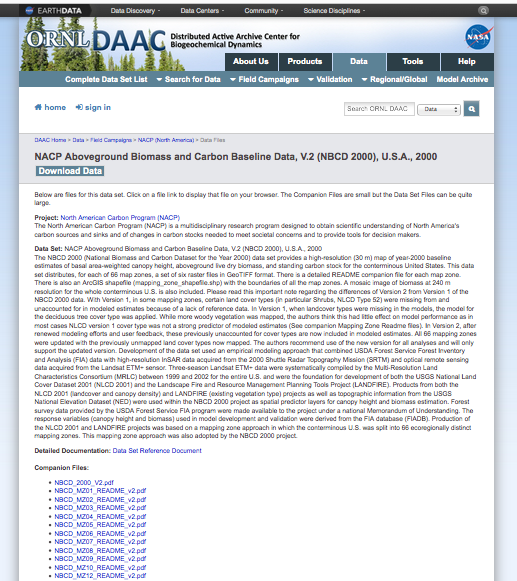 EARTHDATA Data Discovery Data Centers Community Science Disciplines
ORNL DAAC Distributed Active Archive Center for
Biogeochemical Dynamics
NASA
About Us Products Data Tools Help
Complete Data Set List Search for Data Field Campaigns Validation Regional/Global Model Archive
home sign in Search ORNL DAAC Data
DAAC Home > Data > Field Campaigns > NACP (North America) > Data Files
NACP Aboveground Biomass and Carbon Baseline Data, V.2 (NBCD 2000), U.S.A., 2000
Download Data
Below are files for this data set. Click on a file link to display that file on your browser. The Companion Files are small but the Data Set Files can be quite
large.
Project: North American Carbon Program (NACP)
The North American Carbon Program (NACP) is a multidisciplinary research program designed to obtain scientific understanding of North America's
carbon sources and sinks and of changes in carbon stocks needed to meet societal concerns and to provide tools for decision makers.
Data Set: NACP Aboveground Biomass and Carbon Baseline Data, V.2 (NBCD 2000), U.S.A., 2000
The NBCD 2000 (National Biomass and Carbon Dataset for the Year 2000) data set provides a high-resolution (30 m) map of year-2000 baseline
estimates of basal area-weighted canopy height, aboveground live dry biomass, and standing carbon stock for the conterminous United States. This data
set distributes, for each of 66 map zones, a set of six raster files in GeoTIFF format. There is a detailed README companion file for each map zone.
There is also an ArcGIS shapefile (mapping_zone_shapefile.shp) with the boundaries of all the map zones. A mosaic image of biomass at 240 m
resolution for the whole conterminous U.S. is also included. Please read this important note regarding the differences of Version 2 from Version 1 of the
NBCD 2000 data. With Version 1, in some mapping zones, certain land cover types (in particular Shrubs, NLCD Type 52) were missing from and
unaccounted for in modeled estimates because of a lack of reference data. In Version 1, when landcover types were missing in the models, the model for
the deciduous tree cover type was applied. While more woody vegetation was mapped, the authors think this had little effect on model performance as in
most cases NLCD version 1 cover type was not a strong predictor of modeled estimates (See companion Mapping Zone Readme files). In Version 2, after
renewed modeling efforts and user feedback, these previously unaccounted for cover types are now included in modeled estimates. All 66 mapping zones
were updated with the previously unmapped land cover types now mapped. The authors recommend use of the new version for all analyses and will only
support the updated version. Development of the data set used an empirical modeling approach that combined USDA Forest Service Forest Inventory
and Analysis (FIA) data with high-resolution InSAR data acquired from the 2000 Shuttle Radar Topography Mission (SRTM) and optical remote sensing
data acquired from the Landsat ETM+ sensor. Three-season Landsat ETM+ data were systematically compiled by the Multi-Resolution Land
Characteristics Consortium (MRLC) between 1999 and 2002 for the entire U.S. and were the foundation for development of both the USGS National Land
Cover Dataset 2001 (NLCD 2001) and the Landscape Fire and Resource Management Planning Tools Project (LANDFIRE). Products from both the
NLCD 2001 (landcover and canopy density) and LANDFIRE (existing vegetation type) projects as well as topographic information from the USGS
National Elevation Dataset (NED) were used within the NBCD 2000 project as spatial predictor layers for canopy height and biomass estimation. Forest
survey data provided by the USDA Forest Service FIA program were made available to the project under a national Memorandum of Understanding. The
response variables (canopy height and biomass) used in model development and validation were derived from the FIA database (FIADB). Production of
the NLCD 2001 and LANDFIRE projects was based on a mapping zone approach in which the conterminous U.S. was split into 66 ecoregionally distinct
mapping zones. This mapping zone approach was also adopted by the NBCD 2000 project.
Detailed Documentation: Data Set Reference Document
Companion Files:
NBCD_2000_V2.pdf
NBCD_MZ01_README_v2.pdf
NBCD_MZ02_README_v2.pdf
NBCD_MZ03_README_v2.pdf
NBCD_MZ04_README_v2.pdf
NBCD_MZ05_README_v2.pdf
NBCD_MZ06_README_v2.pdf
NBCD_MZ07_README_v2.pdf
NBCD_MZ08_README_v2.pdf
NBCD_MZ09_README_v2.pdf
NBCD_MZ10_README_v2.pdf
NBCD_MZ12_README_v2.pdf